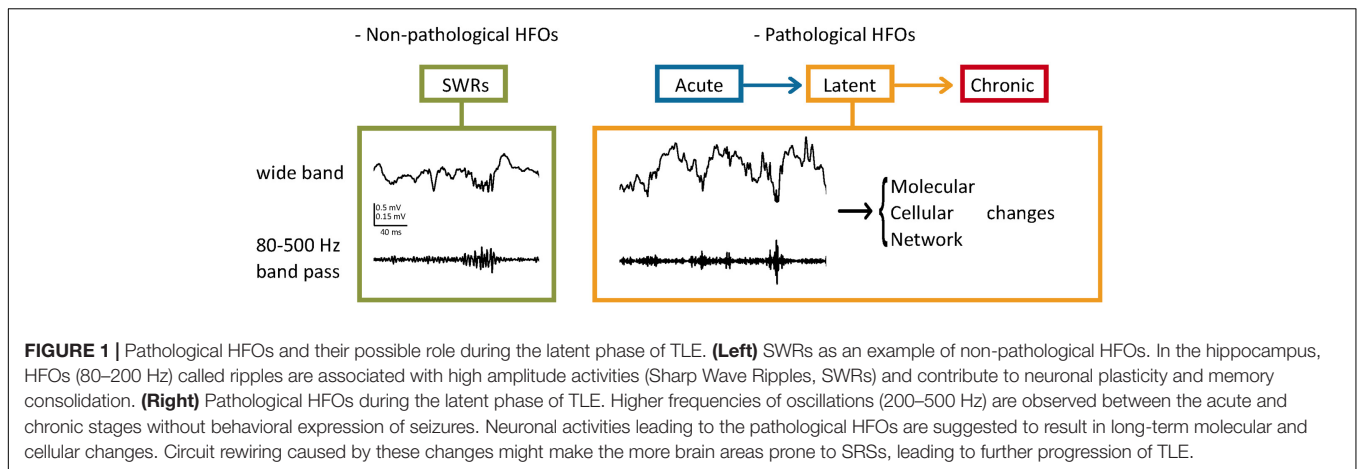 - Non-pathological HFOs
- Pathological HFOs
SWRs
Acute
Latent
Chronic
wide band
0.5 mV
0.15 mV
40 ms
80-500 Hz
band pass
Molecular
Cellular changes
Network
FIGURE 1 | Pathological HFOs and their possible role during the latent phase of TLE. (Left) SWRs as an example of non-pathological HFOs. In the hippocampus,
HFOs (80–200 Hz) called ripples are associated with high amplitude activities (Sharp Wave Ripples, SWRs) and contribute to neuronal plasticity and memory
consolidation. (Right) Pathological HFOs during the latent phase of TLE. Higher frequencies of oscillations (200–500 Hz) are observed between the acute and
chronic stages without behavioral expression of seizures. Neuronal activities leading to the pathological HFOs are suggested to result in long-term molecular and
cellular changes. Circuit rewiring caused by these changes might make the more brain areas prone to SRSs, leading to further progression of TLE.